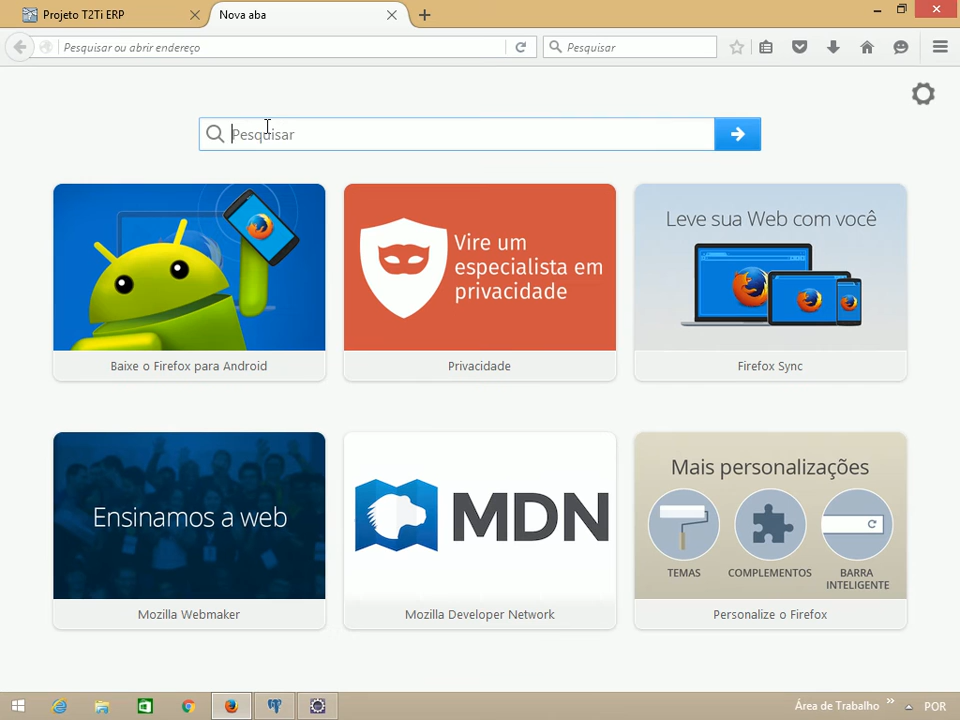 Projeto T2Ti ERP
Nova aba
Pesquisar ou abrir endereço
Pesquisar
Pesquisar
Baixe o Firefox para Android
Vire um
especialista em
privacidade
Privacidade
Leve sua Web com você
Firefox Sync
Ensinamos a web
Mozilla Webmaker
MDN
Mozilla Developer Network
Mais personalizações
TEMAS
COMPLEMENTOS
BARRA
INTELIGENTE
Personalize o Firefox
Área de Trabalho
POR